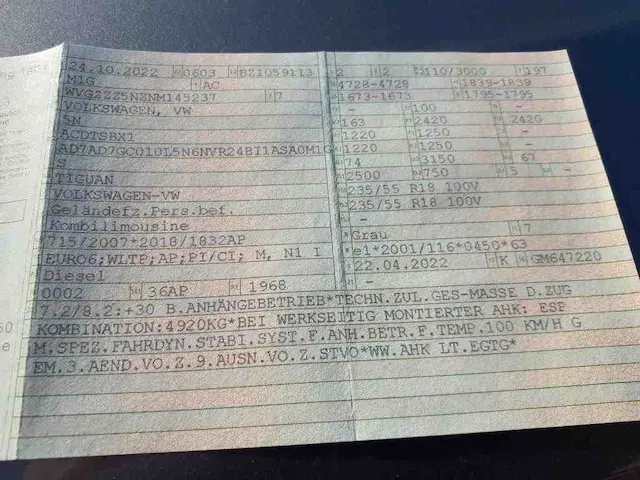 24.10.2022 0603 BZI059113
M1G AC
WVGZZZ5NZNM145237 7
VOLKSWAGEN, VW
5N
ACDTSBX1
AD7AD7GC010L5N6NVR24BI1ASA0M1G
S
TIGUAN
VOLKSWAGEN-VW
Geländefz.Pers.bef.
Kombilimousine
715/2007*2018/1832AP
EURO6;WLTP;AP;PI/CI; M, N1 I
Diesel
0002 36AP 1968
2 2 110/3000 197
4728-4728 1839-1839
1673-1673 1795-1795
100 -
163 2420 2420
1220 1250 -
1220 1250 -
74 3150 67
2500 750 5 -
235/55 R18 100V
235/55 R18 100V
-
Grau 7
e1*2001/116*0450*63
22.04.2022 K GM647220
-
7.2/8.2:+30 B.ANHÄNGEBETRIEB*TECHN.ZUL.GES-MASSE D.ZUG
KOMBINATION:4920KG*BEI WERKSEITIG MONTIERTER AHK: ESP
M.SPEZ.FAHRDYN.STABI.SYST.F.ANH.BETR.F.TEMP.100 KM/H G
EM.3.AEND.VO.Z.9.AUSN.VO.Z.STVO*WW.AHK LT.EGTG*